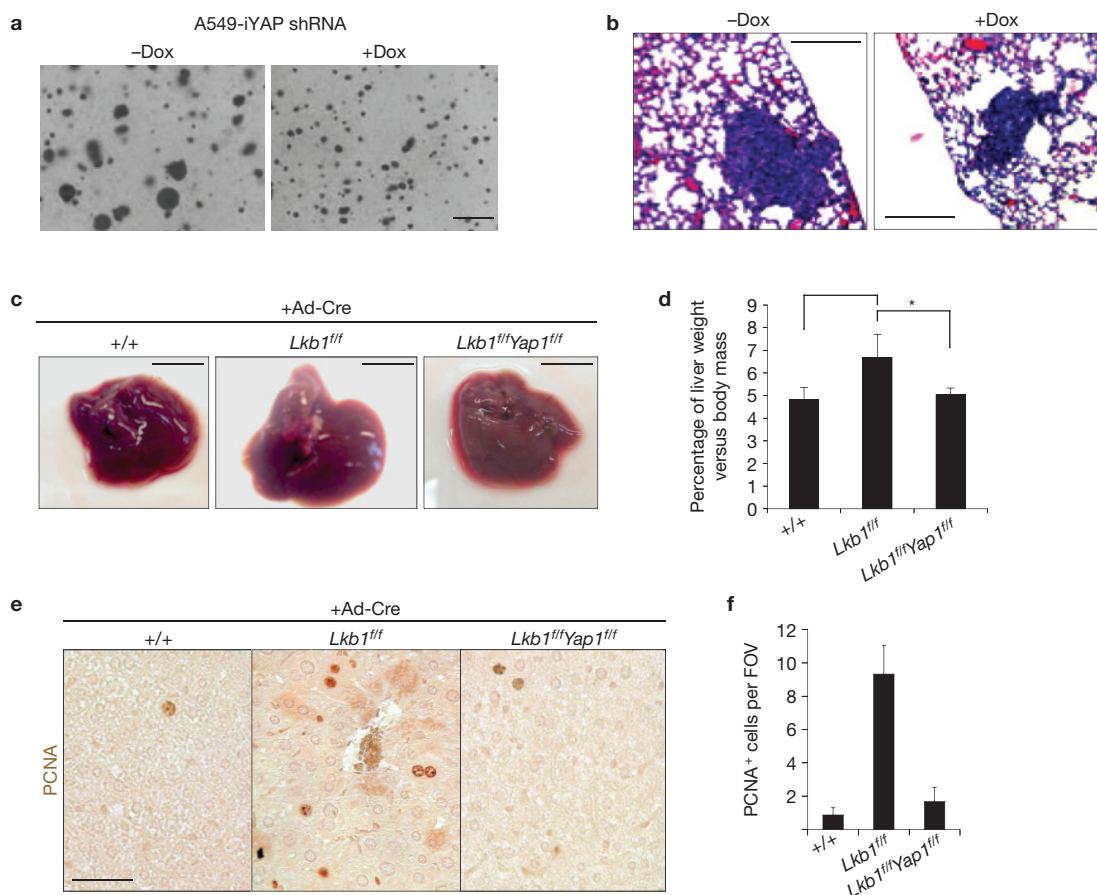 a
A549-iYAP shRNA
–Dox
+Dox
b
–Dox
+Dox
c
+Ad-Cre
+/+
Lkb1f/f
Lkb1f/fYap1f/f
d
Percentage of liver weight
versus body mass
9
8
7
6
5
4
3
2
1
0
*
+/+
Lkb1f/f
Lkb1f/fYap1f/f
e
+Ad-Cre
+/+
Lkb1f/f
Lkb1f/fYap1f/f
PCNA
f
PCNA+ cells per FOV
12
10
8
6
4
2
+/+
Lkb1f/f
Lkb1f/fYap1f/f